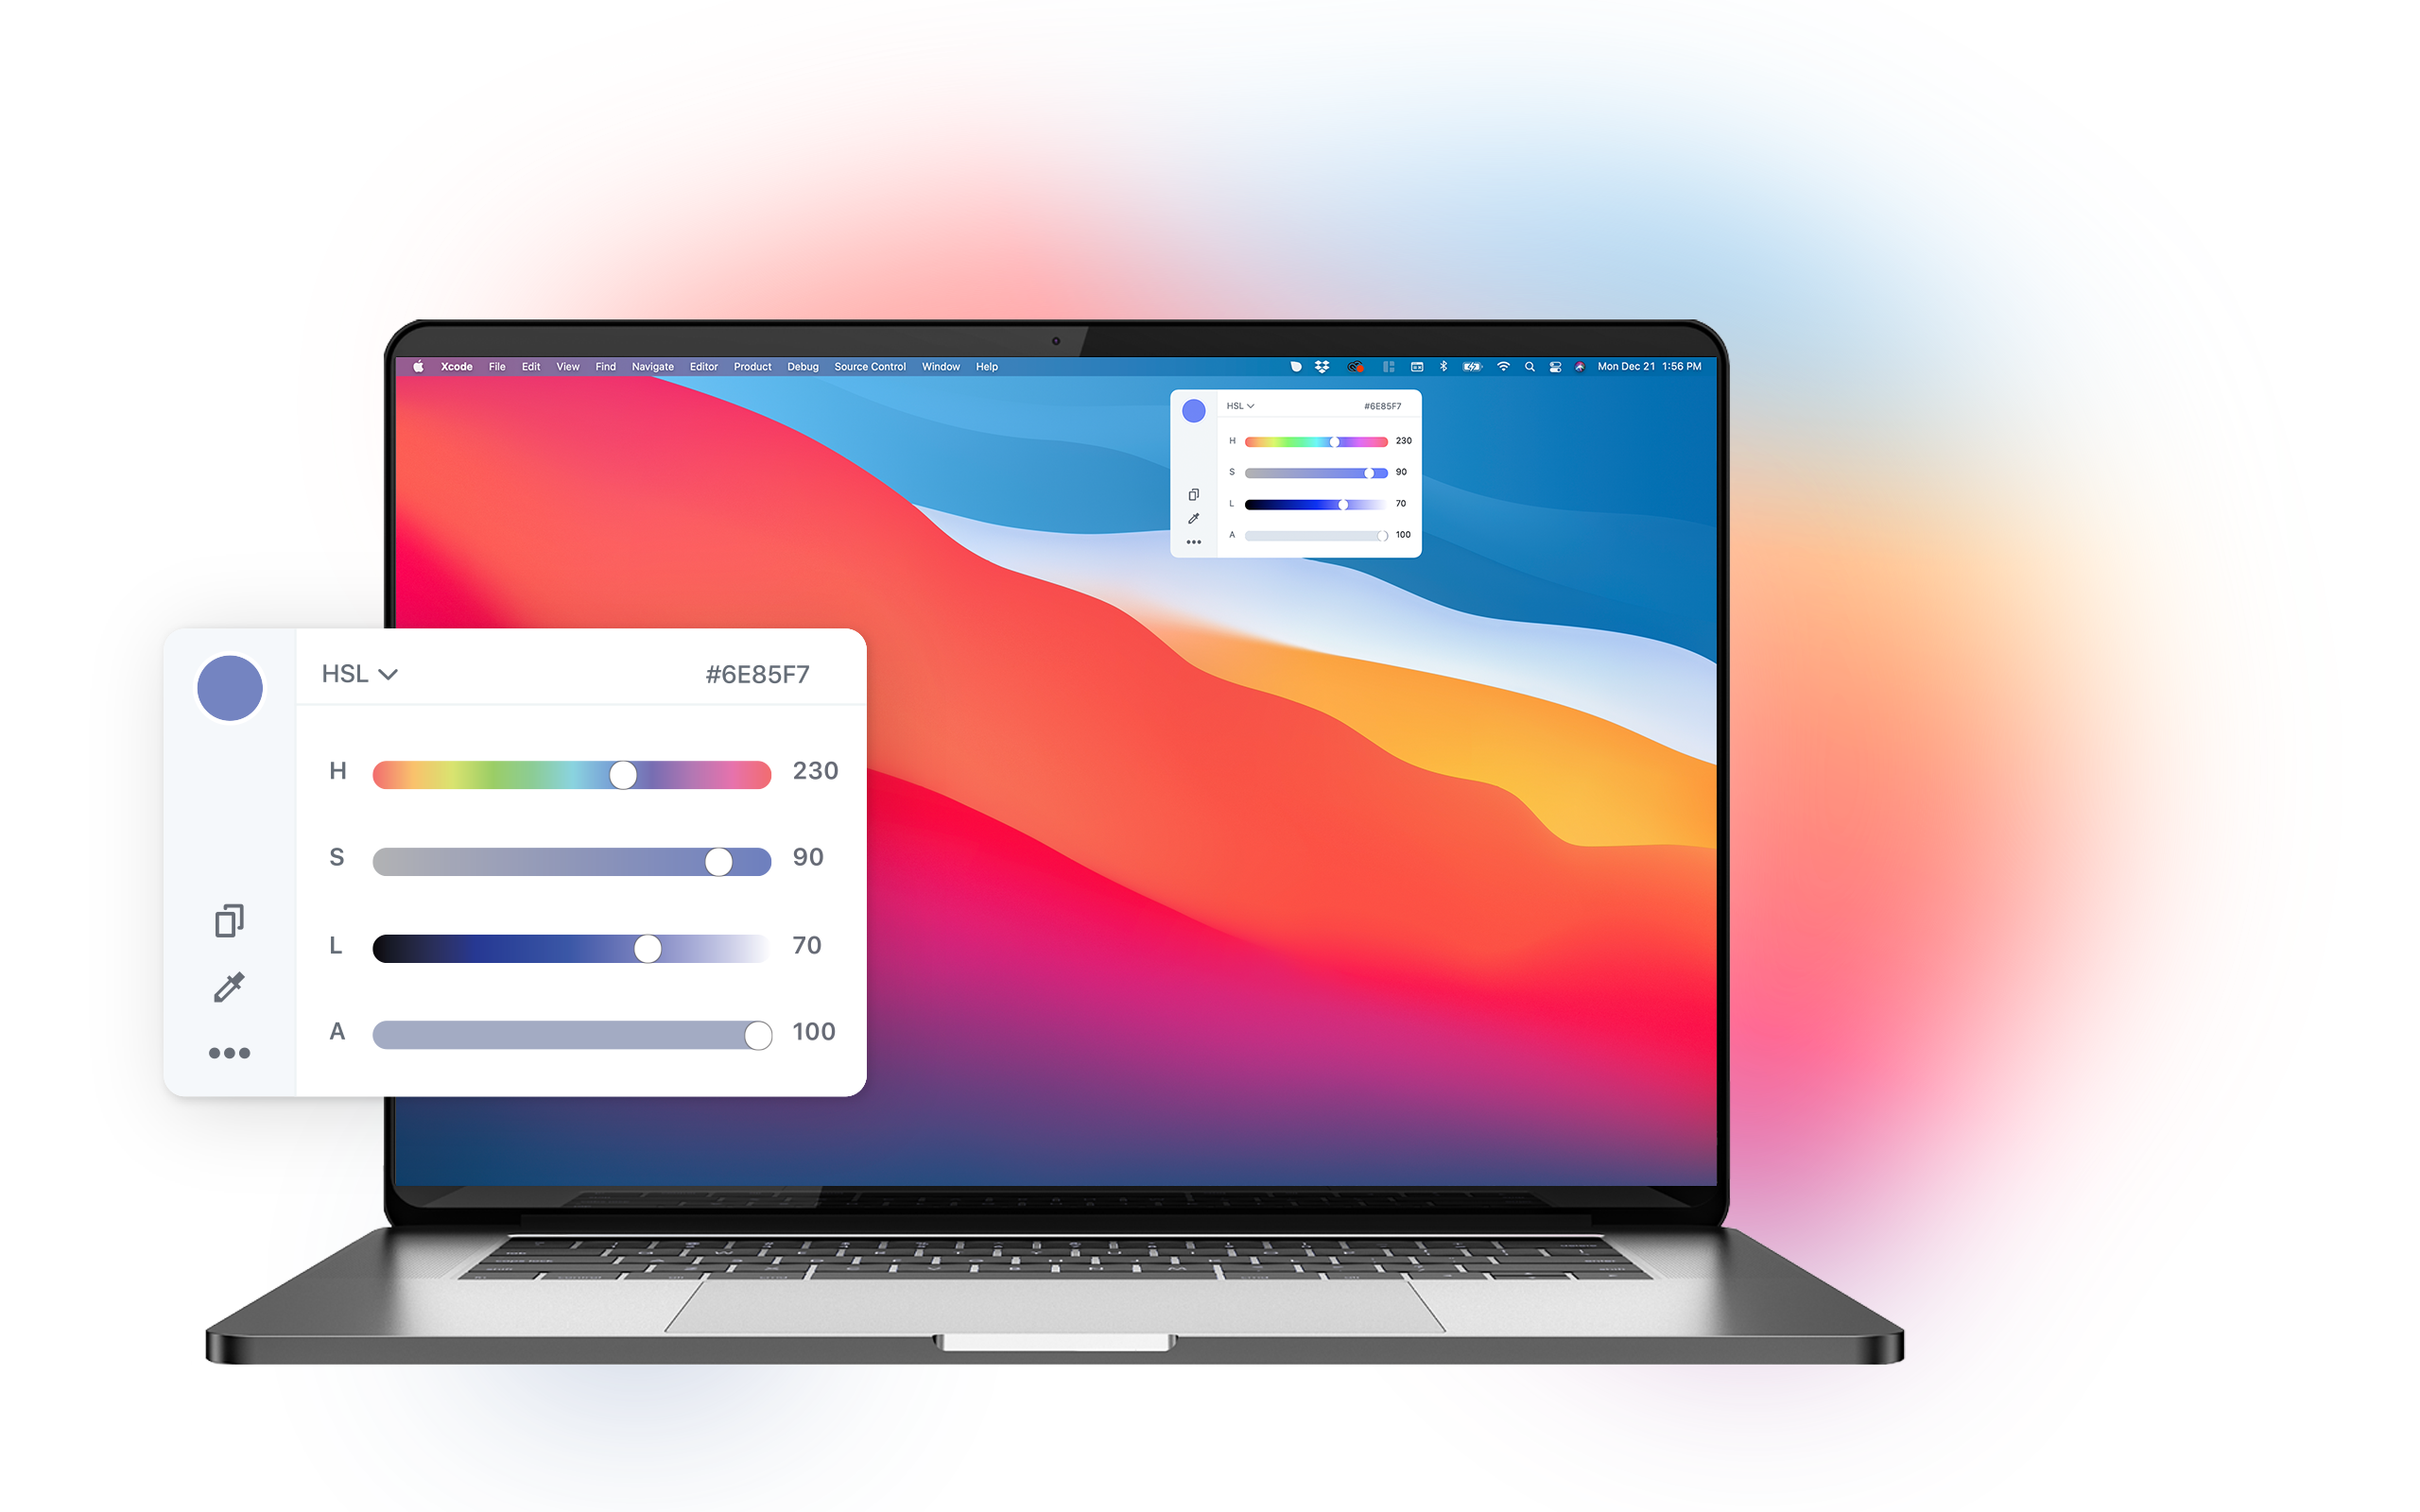 Xcode File Edit View Find Navigate Editor Product Debug Source Control Window Help Mon Dec 21 1:56 PM
HSL #6E85F7
H 230
S 90
L 70
A 100
HSL #6E85F7
H 230
S 90
L 70
A 100